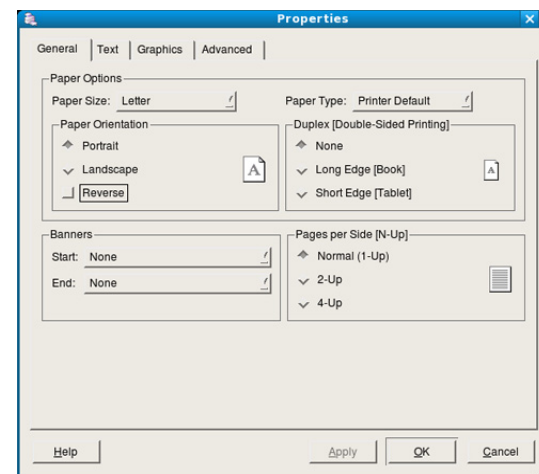 Properties
General Text Graphics Advanced
Paper Options
Paper Size: Letter Paper Type: Printer Default
Paper Orientation Duplex [Double-Sided Printing]
Portrait None
Landscape A Long Edge [Book] A
Reverse Short Edge [Tablet]
Banners Pages per Side [N-Up]
Start: None Normal (1-Up)
End: None 2-Up
4-Up
Help Apply OK Cancel